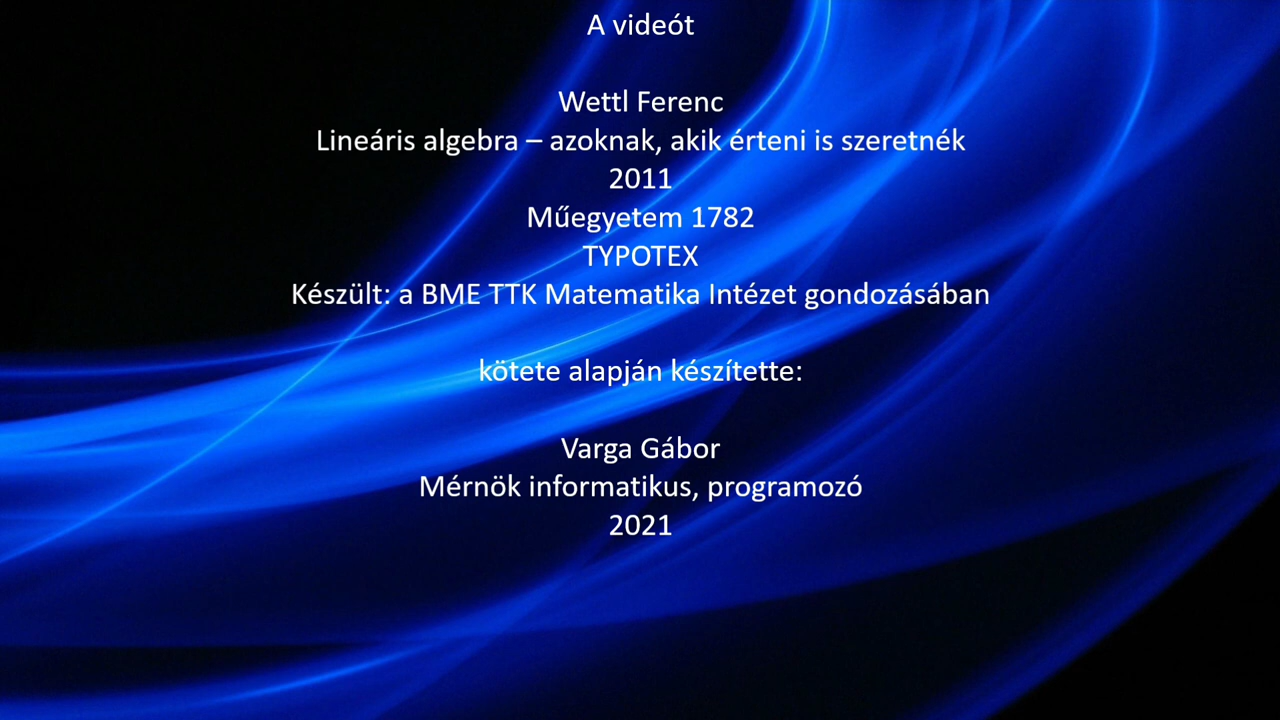 A videót
Wettl Ferenc
Lineáris algebra – azoknak, akik érteni is szeretnék
2011
Műegyetem 1782
TYPOTEX
Készült: a BME TTK Matematika Intézet gondozásában
kötete alapján készítette:
Varga Gábor
Mérnök informatikus, programozó
2021